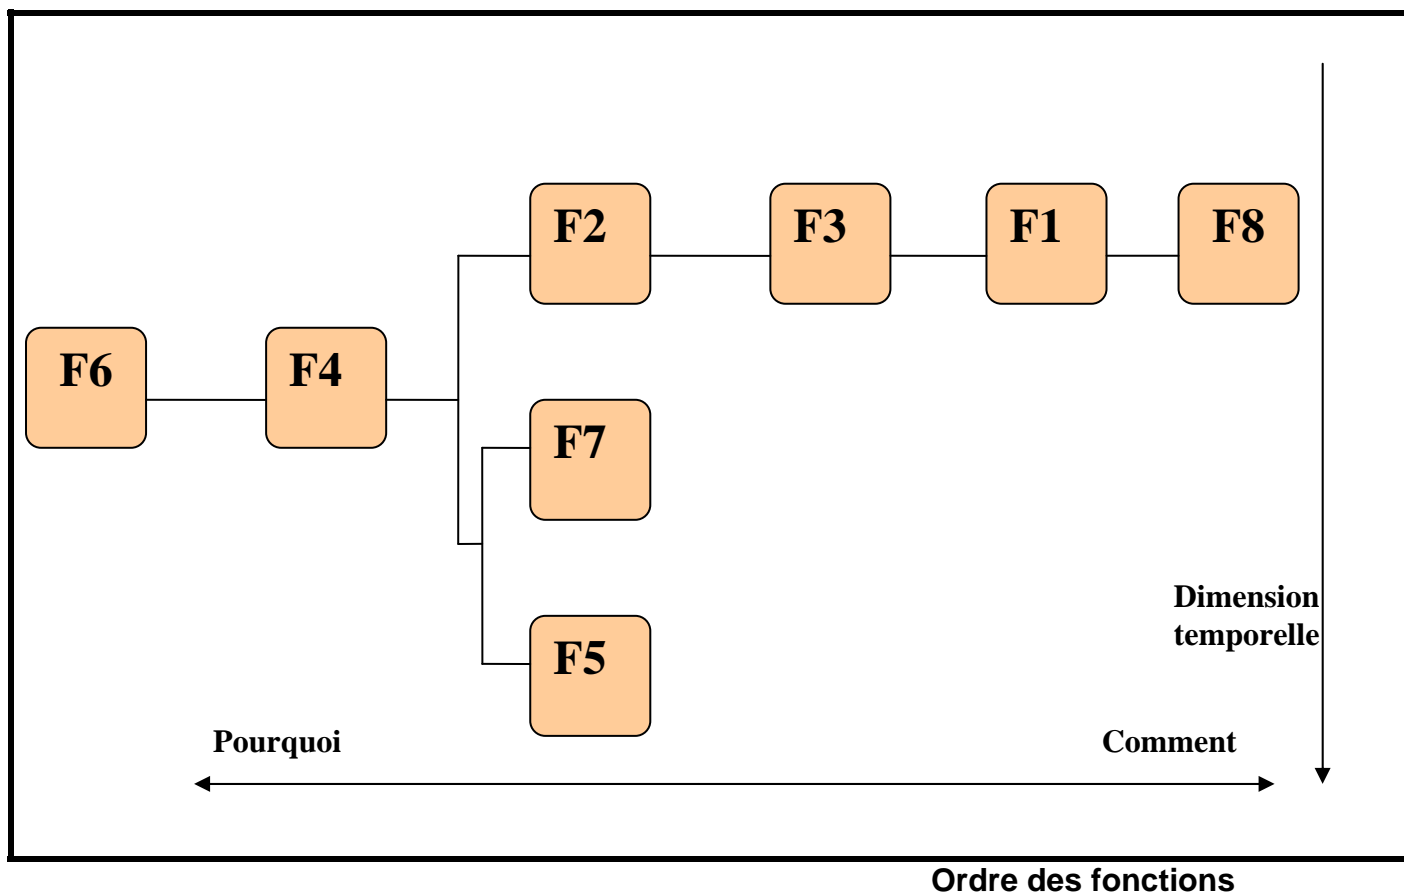 F2 F3 F1 F8
F6 F4
F7
F5
Dimension
temporelle
Pourquoi Comment
Ordre des fonctions